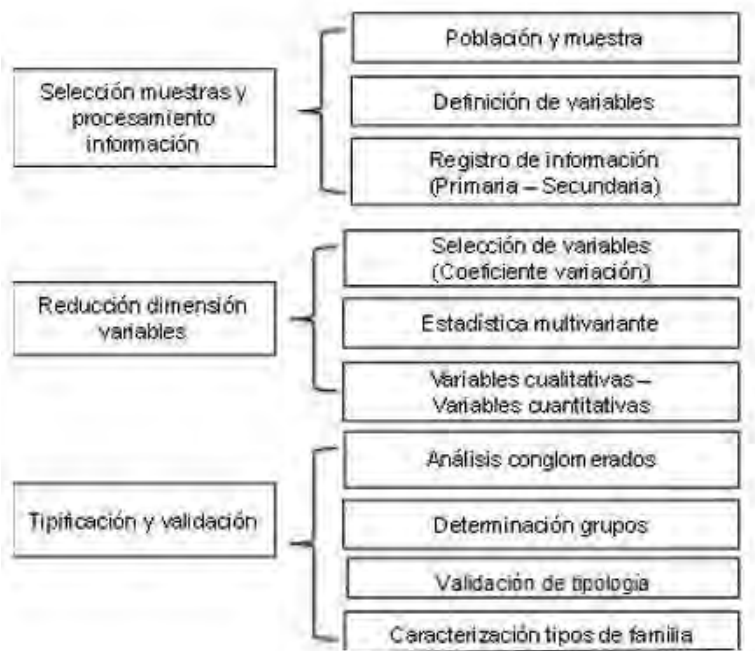 Selección muestras y
procesamiento
información
Población y muestra
Definición de variables
Registro de información
(Primaria – Secundaria)
Reducción dimensión
variables
Selección de variables
(Coeficiente variación)
Estadística multivariante
Variables cualitativas –
Variables cuantitativas
Tipificación y validación
Análisis conglomerados
Determinación grupos
Validación de tipologia
Caracterización tipos de familia